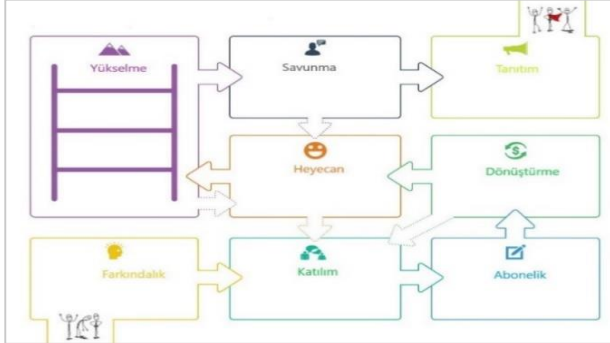 Yükselme
Savunma
Tanıtım
Heyecan
Dönüştürme
Farkındalık
Katılım
Abonelik